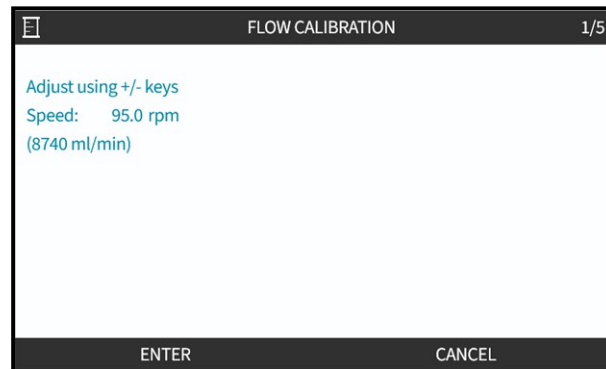 FLOW CALIBRATION 1/5
Adjust using +/- keys
Speed: 95.0 rpm
(8740 ml/min)
ENTER CANCEL